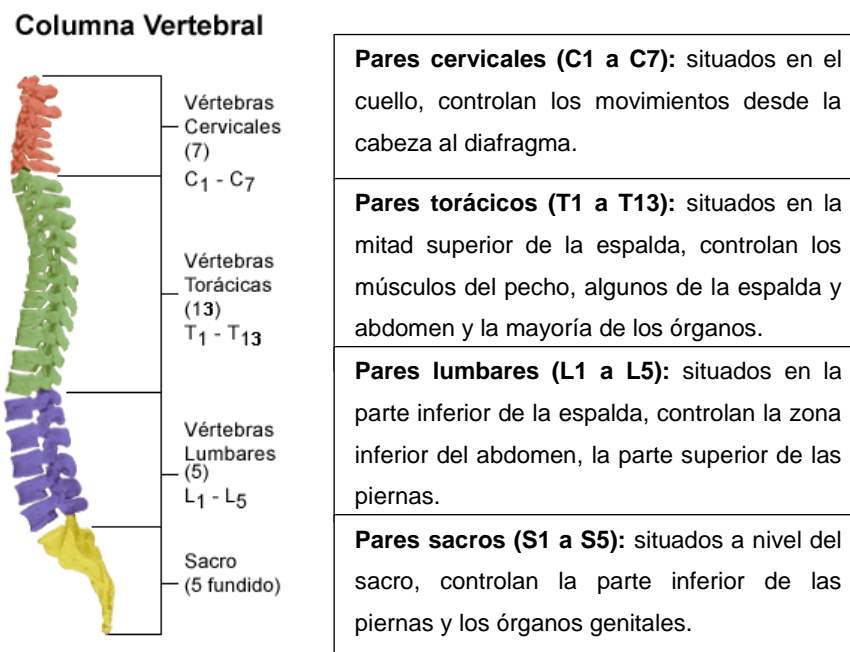 Columna Vertebral
Vértebras
Cervicales
(7)
C1 - C7
Vértebras
Torácicas
(13)
T1 - T13
Vértebras
Lumbares
(5)
L1 - L5
Sacro
(5 fundido)
Pares cervicales (C1 a C7): situados en el
cuello, controlan los movimientos desde la
cabeza al diafragma.
Pares torácicos (T1 a T13): situados en la
mitad superior de la espalda, controlan los
músculos del pecho, algunos de la espalda y
abdomen y la mayoría de los órganos.
Pares lumbares (L1 a L5): situados en la
parte inferior de la espalda, controlan la zona
inferior del abdomen, la parte superior de las
piernas.
Pares sacros (S1 a S5): situados a nivel del
sacro, controlan la parte inferior de las
piernas y los órganos genitales.